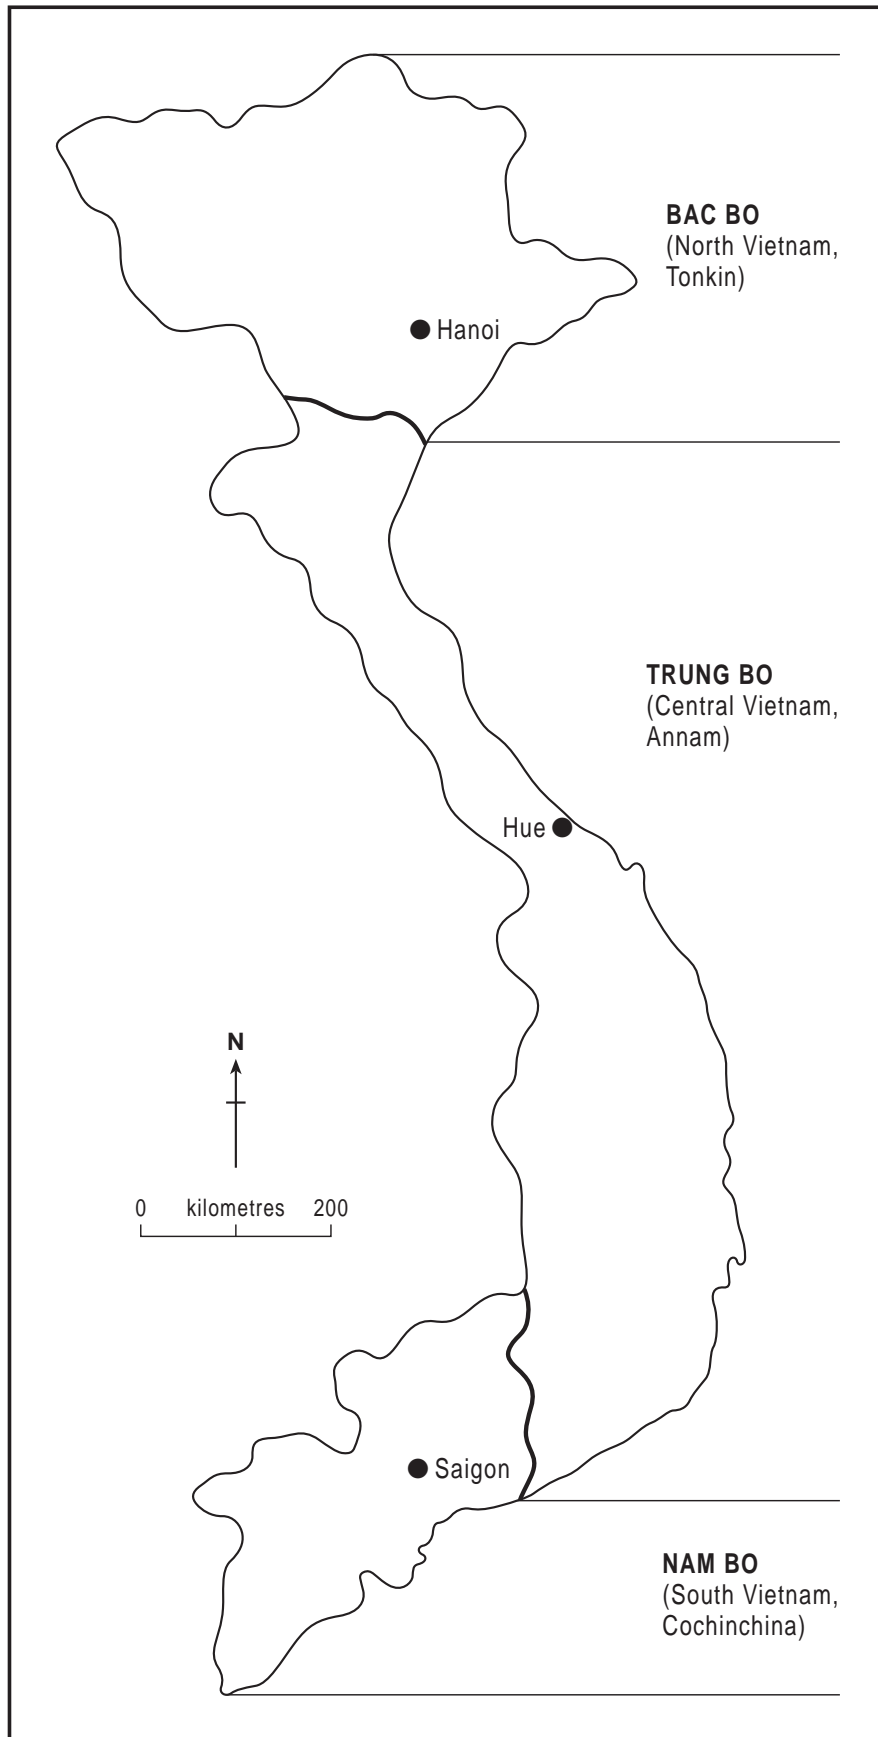 BAC BO
(North Vietnam,
Tonkin)
Hanoi
TRUNG BO
(Central Vietnam,
Annam)
Hue
N
0 kilometres 200
Saigon
NAM BO
(South Vietnam,
Cochinchina)